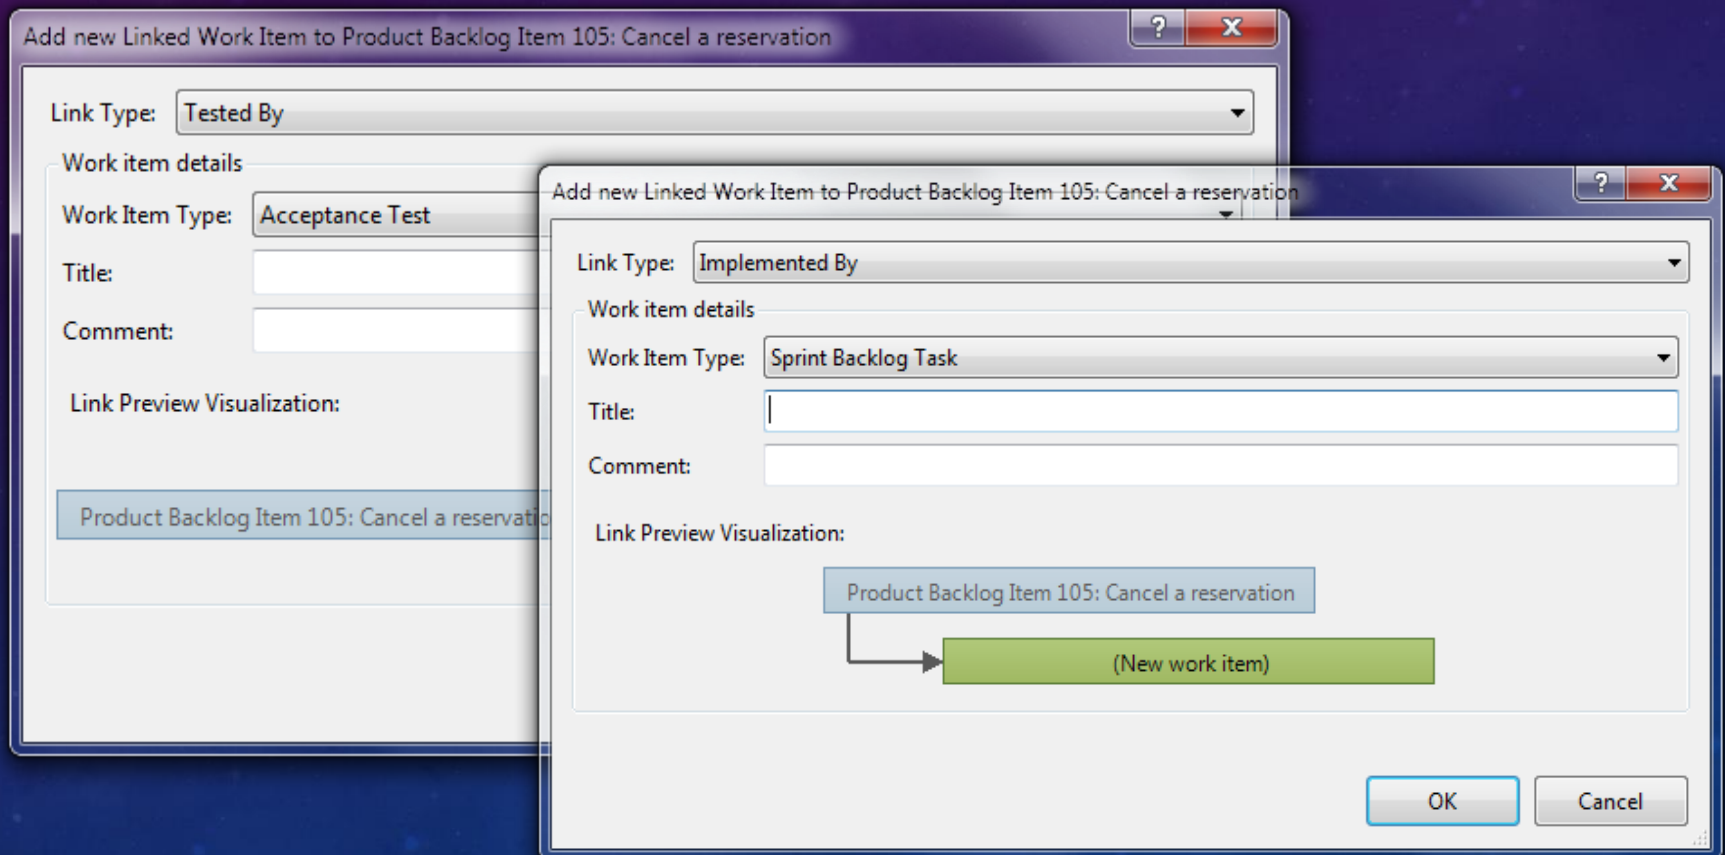 Add new Linked Work Item to Product Backlog Item 105: Cancel a reservation
?
Link Type: Tested By
Work item details
Work Item Type: Acceptance Test
Title:
Comment:
Link Preview Visualization:
Product Backlog Item 105: Cancel a reservatio
Add new Linked Work Item to Product Backlog Item 105: Cancel a reservation
?
Link Type: Implemented By
Work item details
Work Item Type: Sprint Backlog Task
Title:
Comment:
Link Preview Visualization:
Product Backlog Item 105: Cancel a reservation
(New work item)
OK Cancel